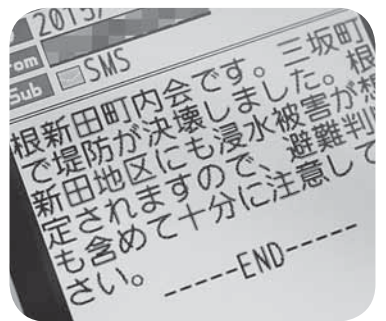 2015/
om
Sub SMS
根新田町内会です。三坂町
で堤防が決壊しました。根
新田地区にも浸水被害が想
定されますので、避難判
も含めて十分に注意して
さい。
-----END-----